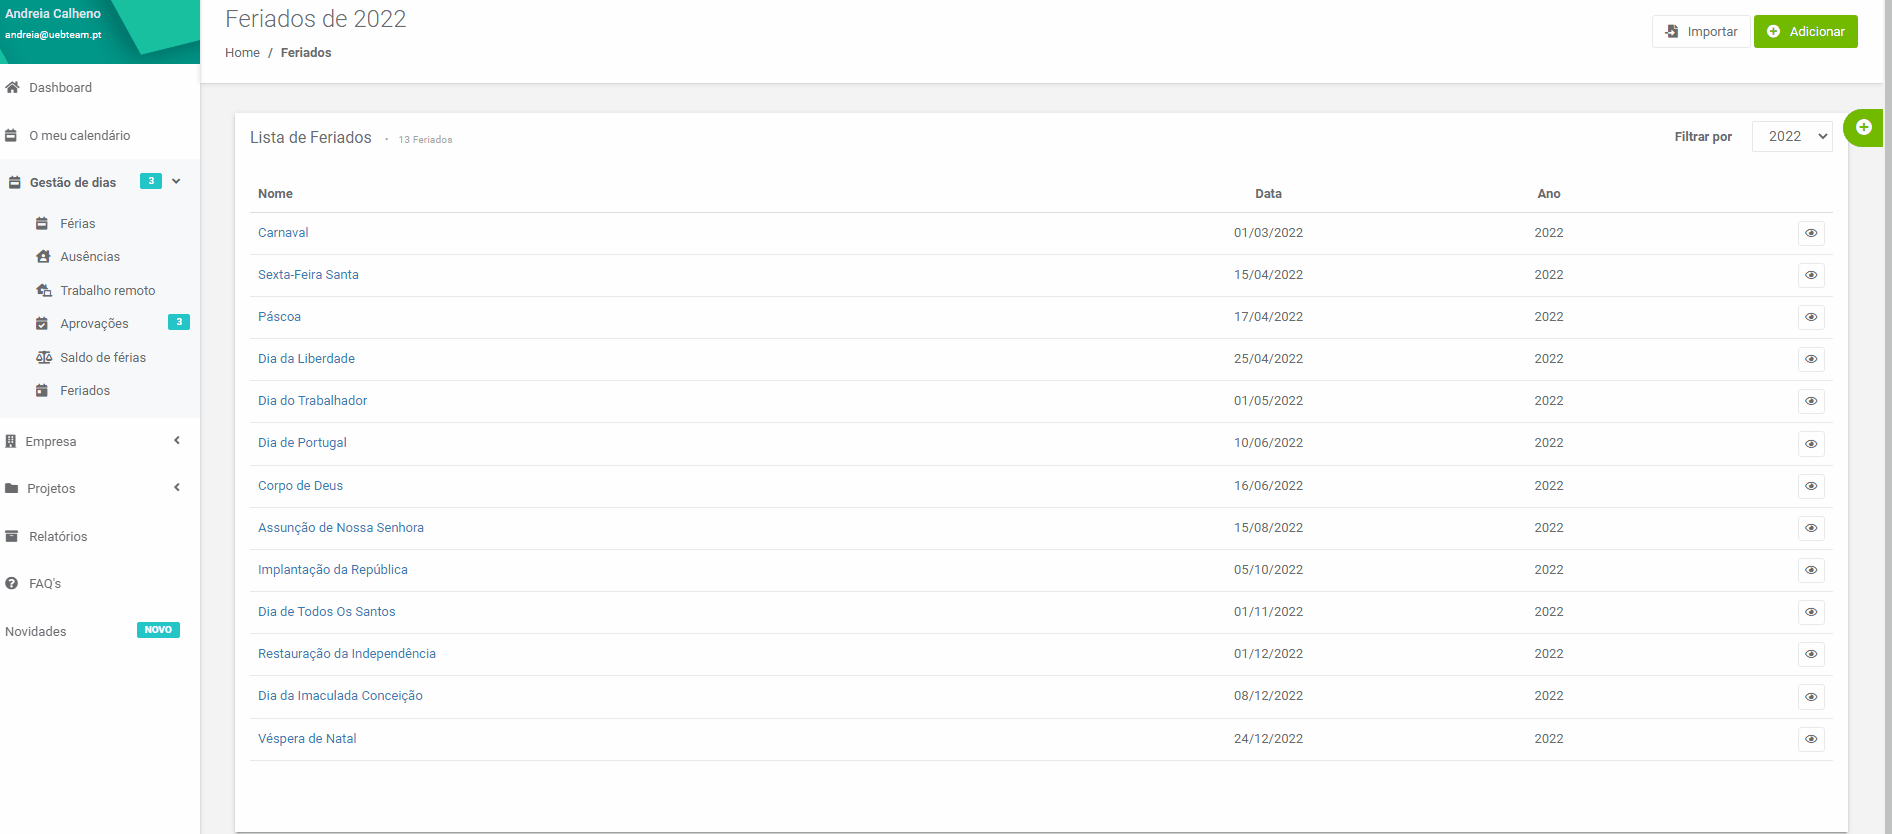 Andreia Calheno
andreia@uebteam.pt
Dashboard
O meu calendário
Gestão de dias 3
Férias
Ausências
Trabalho remoto
Aprovações 3
Saldo de férias
Feriados
Empresa
Projetos
Relatórios
FAQ's
Novidades NOVO
Feriados de 2022
Home / Feriados
Importar Adicionar
Lista de Feriados · 13 Feriados Filtrar por 2022
Nome Data Ano
Carnaval 01/03/2022 2022
Sexta-Feira Santa 15/04/2022 2022
Páscoa 17/04/2022 2022
Dia da Liberdade 25/04/2022 2022
Dia do Trabalhador 01/05/2022 2022
Dia de Portugal 10/06/2022 2022
Corpo de Deus 16/06/2022 2022
Assunção de Nossa Senhora 15/08/2022 2022
Implantação da República 05/10/2022 2022
Dia de Todos Os Santos 01/11/2022 2022
Restauração da Independência 01/12/2022 2022
Dia da Imaculada Conceição 08/12/2022 2022
Véspera de Natal 24/12/2022 2022